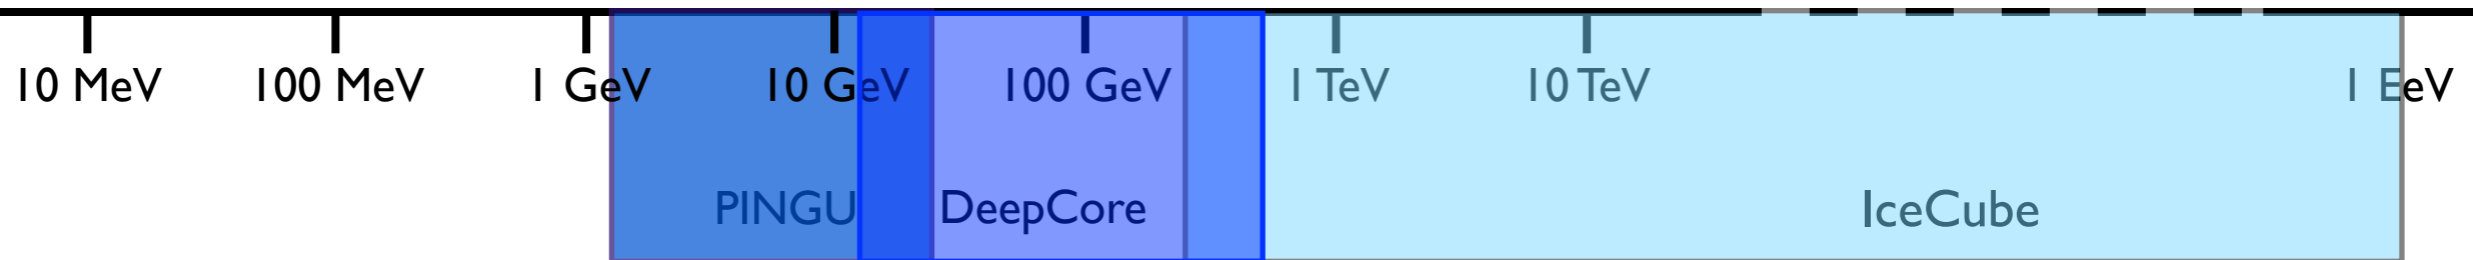 10 MeV 100 MeV 1 GeV 10 GeV 100 GeV 1 TeV 10 TeV 1 EeV
PINGU DeepCore IceCube